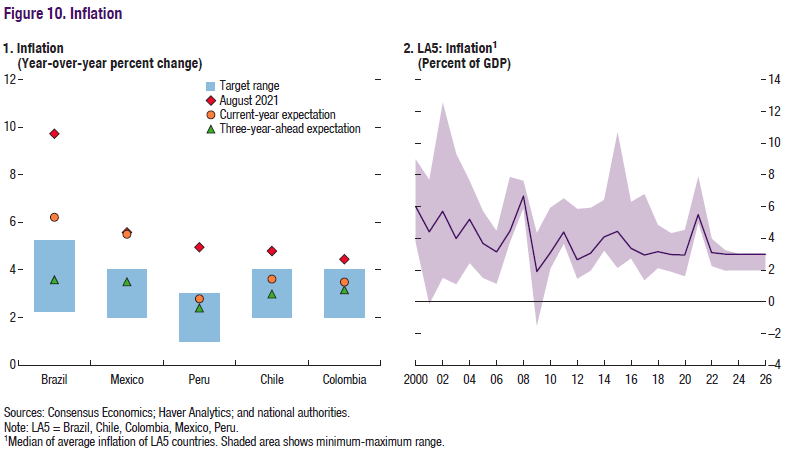 Figure 10. Inflation
1. Inflation
(Year-over-year percent change)
12
10
8
6
4
2
0
Target range
August 2021
Current-year expectation
Three-year-ahead expectation
Brazil Mexico Peru Chile Colombia
2. LA5: Inflation1
(Percent of GDP)
14
12
10
8
6
4
2
0
–2
–4
2000 02 04 06 08 10 12 14 16 18 20 22 24 26
Sources: Consensus Economics; Haver Analytics; and national authorities.
Note: LA5 = Brazil, Chile, Colombia, Mexico, Peru.
1Median of average inflation of LA5 countries. Shaded area shows minimum-maximum range.